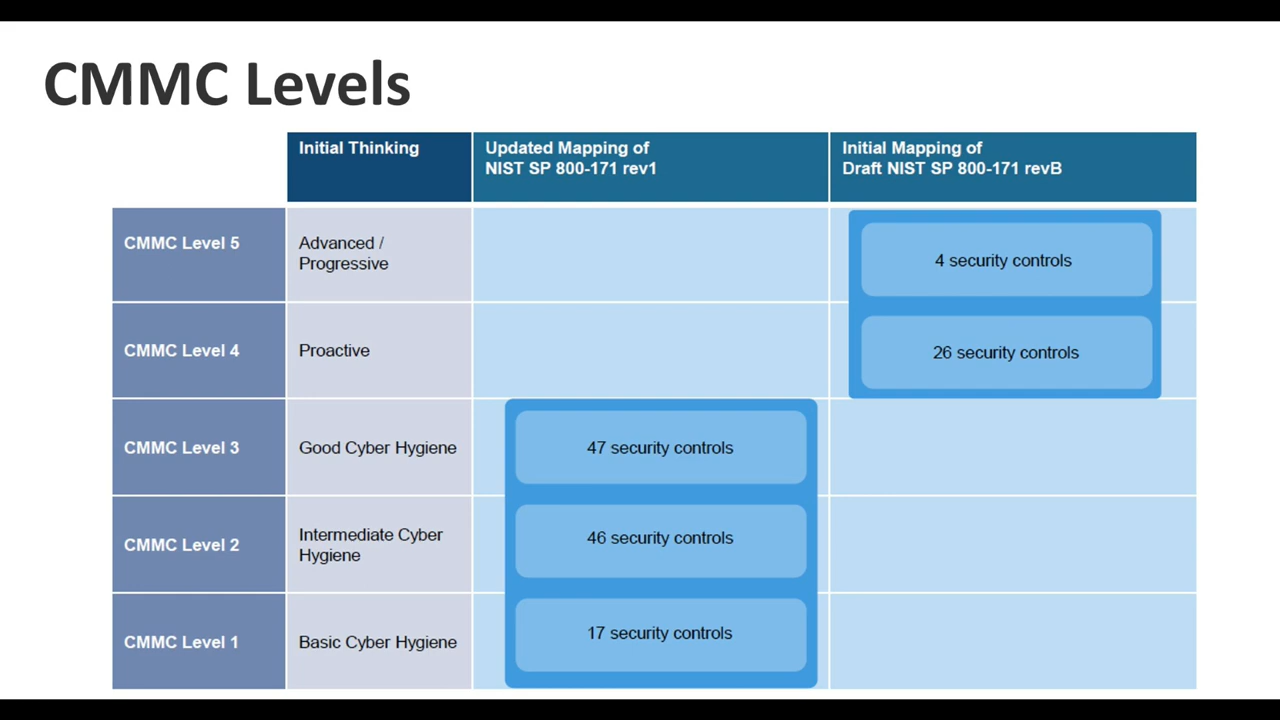 CMMC Levels
Initial Thinking
Updated Mapping of
NIST SP 800-171 rev1
Initial Mapping of
Draft NIST SP 800-171 revB
CMMC Level 5
Advanced /
Progressive
4 security controls
CMMC Level 4
Proactive
26 security controls
CMMC Level 3
Good Cyber Hygiene
47 security controls
CMMC Level 2
Intermediate Cyber
Hygiene
46 security controls
CMMC Level 1
Basic Cyber Hygiene
17 security controls